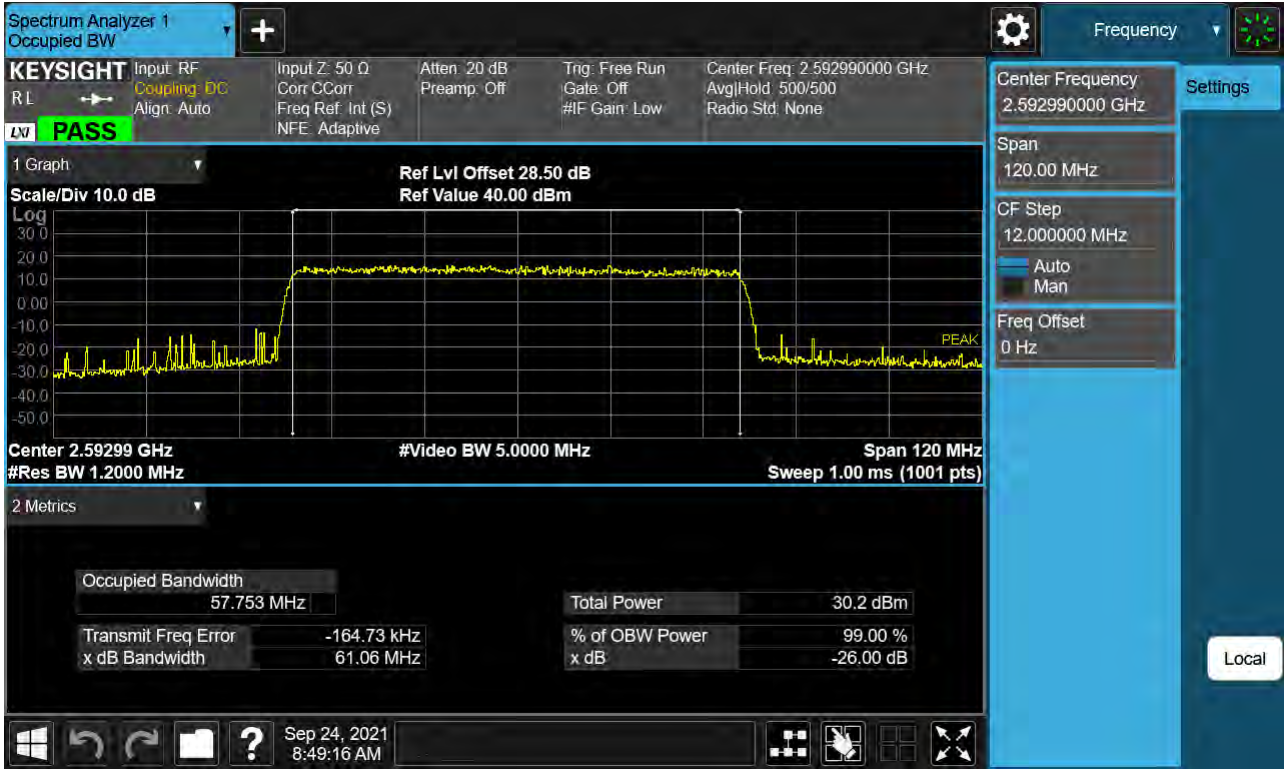 Spectrum Analyzer 1
Occupied BW
Frequency
KEYSIGHT
RL
LXI
PASS
Input: RF
Coupling: DC
Align: Auto
Input Z: 50 Ω
Corr CCorr
Freq Ref: Int (S)
NFE: Adaptive
Atten: 20 dB
Preamp: Off
Trig: Free Run
Gate: Off
#IF Gain: Low
Center Freq: 2.592990000 GHz
Avg|Hold: 500/500
Radio Std: None
1 Graph
Scale/Div 10.0 dB
Ref Lvl Offset 28.50 dB
Ref Value 40.00 dBm
Log
30.0
20.0
10.0
0.00
-10.0
-20.0
-30.0
-40.0
-50.0
PEAK
Center 2.59299 GHz
#Video BW 5.0000 MHz
Span 120 MHz
#Res BW 1.2000 MHz
Sweep 1.00 ms (1001 pts)
2 Metrics
Occupied Bandwidth
57.753 MHz
Total Power 30.2 dBm
Transmit Freq Error -164.73 kHz
% of OBW Power 99.00 %
x dB Bandwidth 61.06 MHz
x dB -26.00 dB
Center Frequency
2.592990000 GHz
Settings
Span
120.00 MHz
CF Step
12.000000 MHz
Auto
Man
Freq Offset
0 Hz
Local
?
Sep 24, 2021
8:49:16 AM